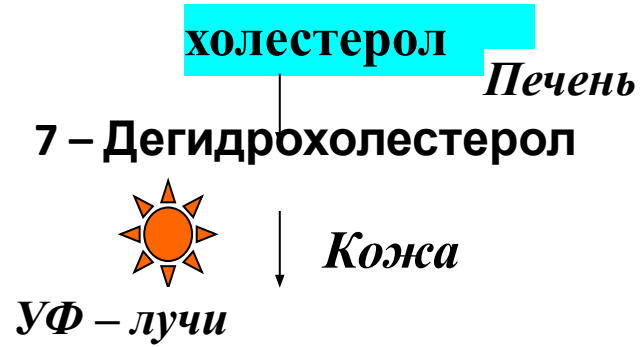 холестерол
Печень
7 – Дегидрохолестерол
Кожа
УФ – лучи